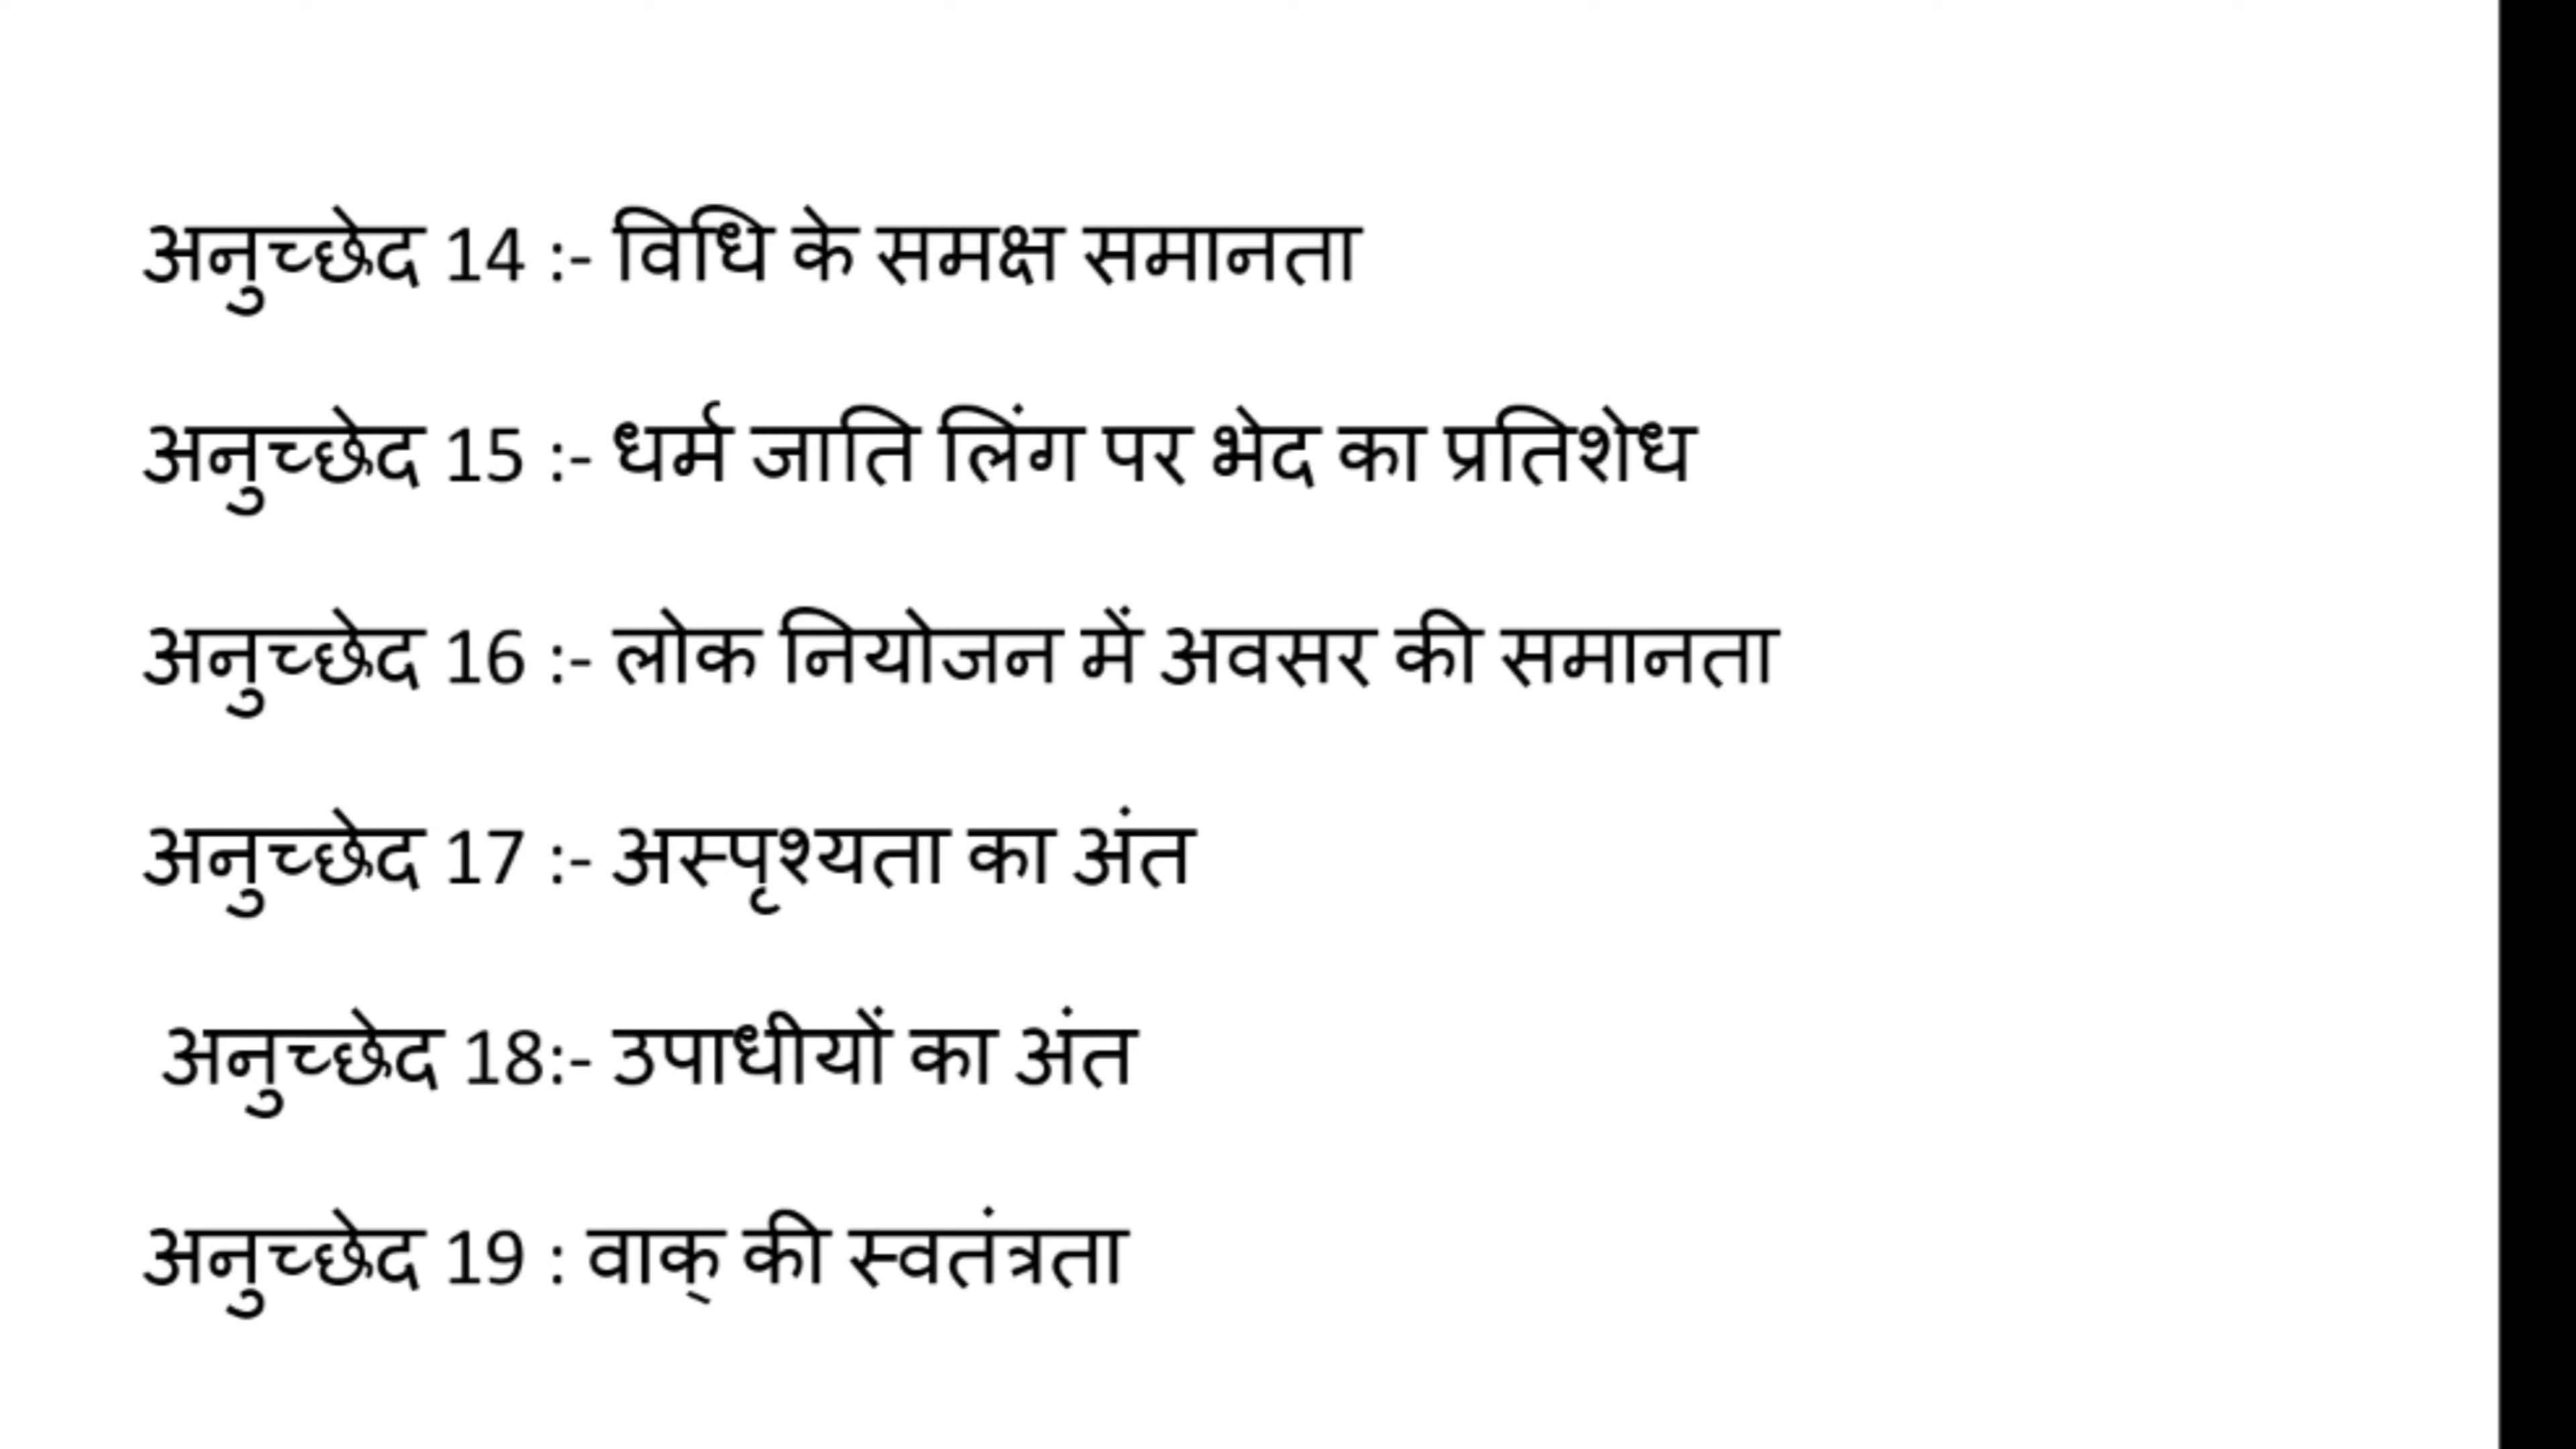 अनुच्छेद 14 :- विधि के समक्ष समानता
अनुच्छेद 15 :- धर्म जाति लिंग पर भेद का प्रतिशेध
अनुच्छेद 16 :- लोक नियोजन में अवसर की समानता
अनुच्छेद 17 :- अस्पृश्यता का अंत
अनुच्छेद 18:- उपाधीयों का अंत
अनुच्छेद 19 : वाक् की स्वतंत्रता